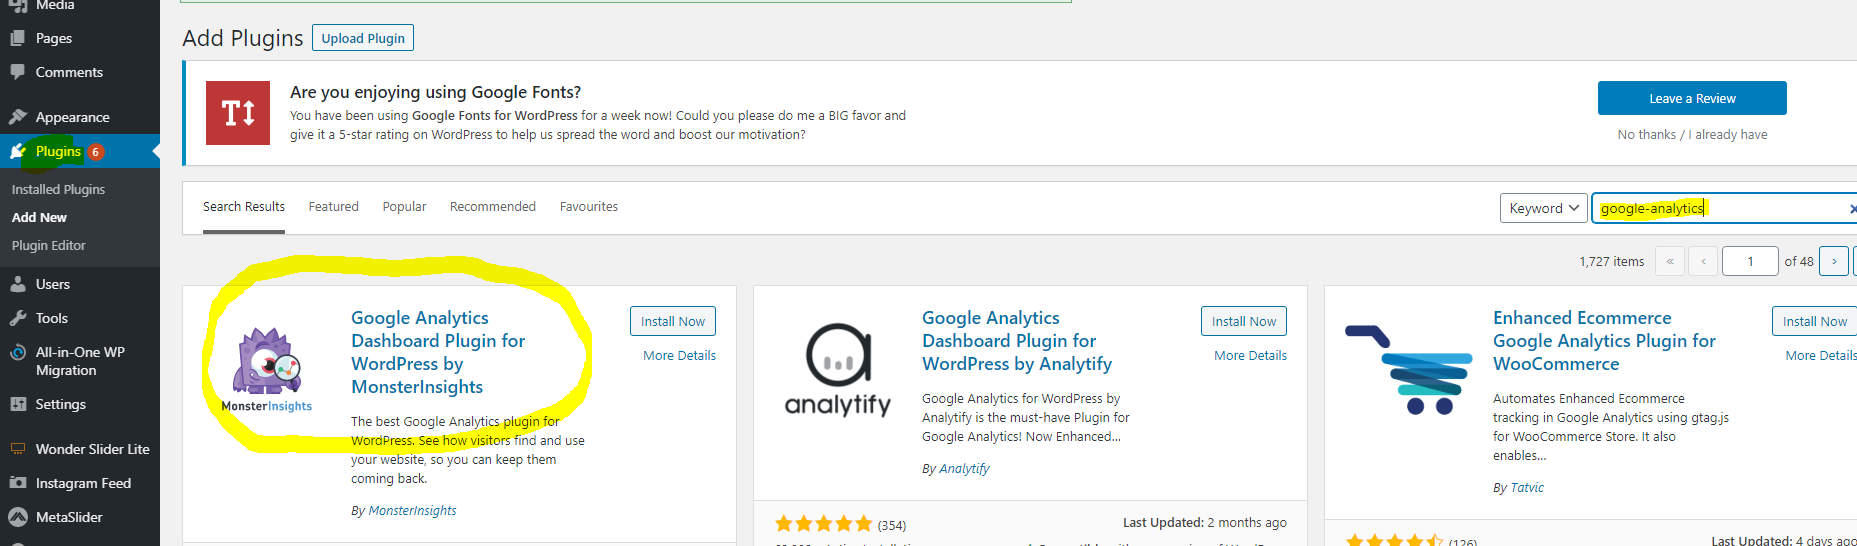 Media
Pages
Comments
Appearance
Plugins 6
Installed Plugins
Add New
Plugin Editor
Users
Tools
All-in-One WP
Migration
Settings
Wonder Slider Lite
Instagram Feed
MetaSlider
Add Plugins Upload Plugin
Are you enjoying using Google Fonts?
You have been using Google Fonts for WordPress for a week now! Could you please do me a BIG favor and
give it a 5-star rating on WordPress to help us spread the word and boost our motivation?
Leave a Review
No thanks / I already have
Search Results Featured Popular Recommended Favourites
Keyword google-analytics
1,727 items « ‹ 1 of 48 ›
MonsterInsights
Google Analytics
Dashboard Plugin for
WordPress by
MonsterInsights
Install Now
More Details
The best Google Analytics plugin for
WordPress. See how visitors find and use
your website, so you can keep them
coming back.
By MonsterInsights
analytify
Google Analytics
Dashboard Plugin for
WordPress by Analytify
Install Now
More Details
Google Analytics for WordPress by
Analytify is the must-have Plugin for
Google Analytics! Now Enhanced...
By Analytify
(354)
Last Updated: 2 months ago
Enhanced Ecommerce
Google Analytics Plugin for
WooCommerce
Install Now
More Details
Automates Enhanced Ecommerce
tracking in Google Analytics using gtag.js
for WooCommerce Store. It also
enables...
By Tatvic
(126)
Last Updated: 4 days ago